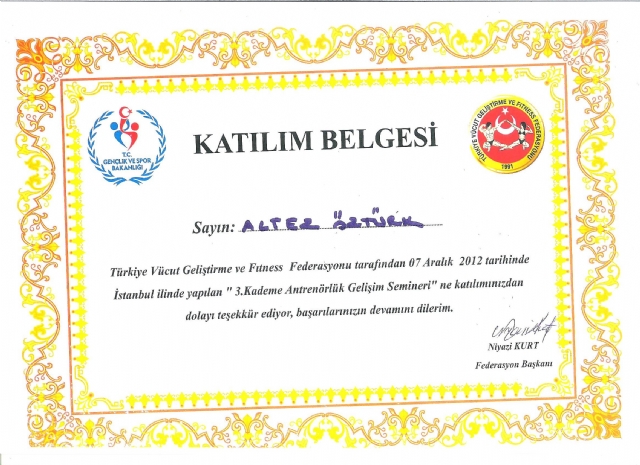 KATILIM BELGESİ
T.C.
GENÇLİK VE SPOR
BAKANLIĞI
TÜRKİYE VÜCUT GELİŞTİRME VE FITNESS FEDERASYONU
1991
Sayın: ALTER ÖZTÜRK
Türkiye Vücut Geliştirme ve Fıtness Federasyonu tarafından 07 Aralık 2012 tarihinde
İstanbul ilinde yapılan " 3.Kademe Antrenörlük Gelişim Semineri" ne katılımınızdan
dolayı teşekkür ediyor, başarılarınızın devamını dilerim.
Niyazi KURT
Federasyon Başkanı